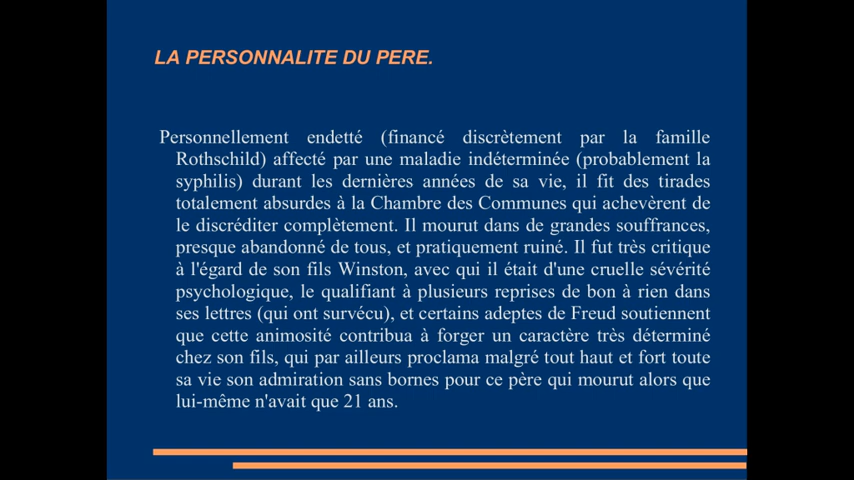 LA PERSONNALITE DU PERE.
Personnellement endetté (financé discrètement par la famille
Rothschild) affecté par une maladie indéterminée (probablement la
syphilis) durant les dernières années de sa vie, il fit des tirades
totalement absurdes à la Chambre des Communes qui achevèrent de
le discréditer complètement. Il mourut dans de grandes souffrances,
presque abandonné de tous, et pratiquement ruiné. Il fut très critique
à l'égard de son fils Winston, avec qui il était d'une cruelle sévérité
psychologique, le qualifiant à plusieurs reprises de bon à rien dans
ses lettres (qui ont survécu), et certains adeptes de Freud soutiennent
que cette animosité contribua à forger un caractère très déterminé
chez son fils, qui par ailleurs proclama malgré tout haut et fort toute
sa vie son admiration sans bornes pour ce père qui mourut alors que
lui-même n'avait que 21 ans.